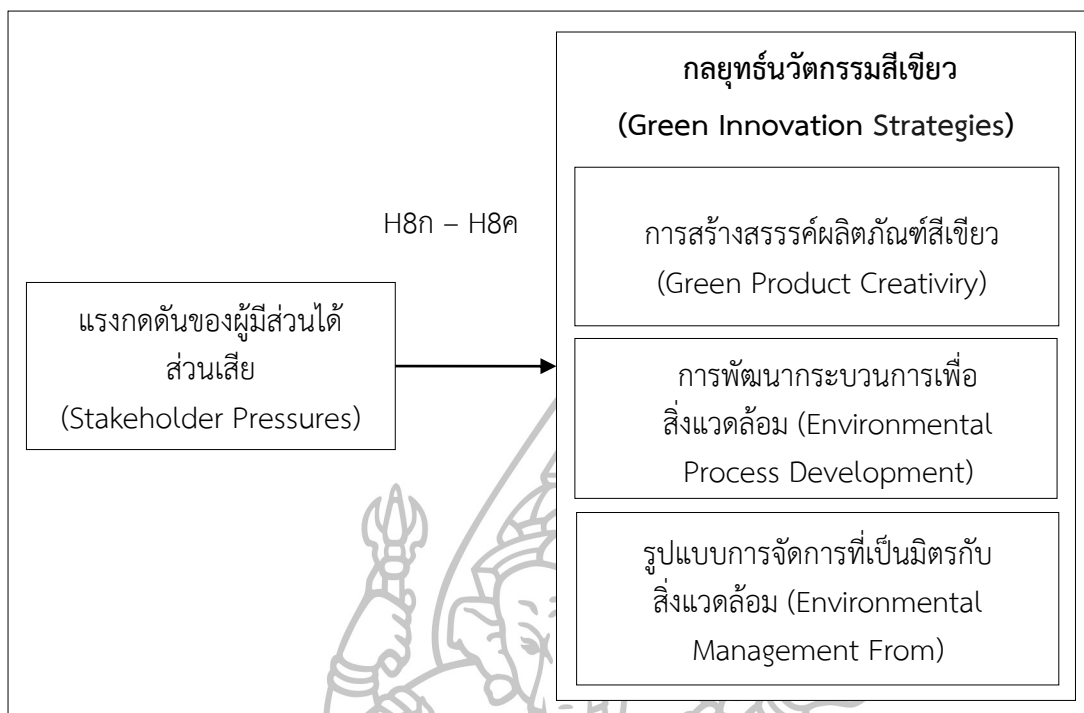 กลยุทธ์นวัตกรรมสีเขียว
(Green Innovation Strategies)
H8ก – H8ค
การสร้างสรรรค์ผลิตภัณฑ์สีเขียว
(Green Product Creativiry)
แรงกดดันของผู้มีส่วนได้
ส่วนเสีย
(Stakeholder Pressures)
การพัฒนากระบวนการเพื่อ
สิ่งแวดล้อม (Environmental
Process Development)
รูปแบบการจัดการที่เป็นมิตรกับ
สิ่งแวดล้อม (Environmental
Management From)